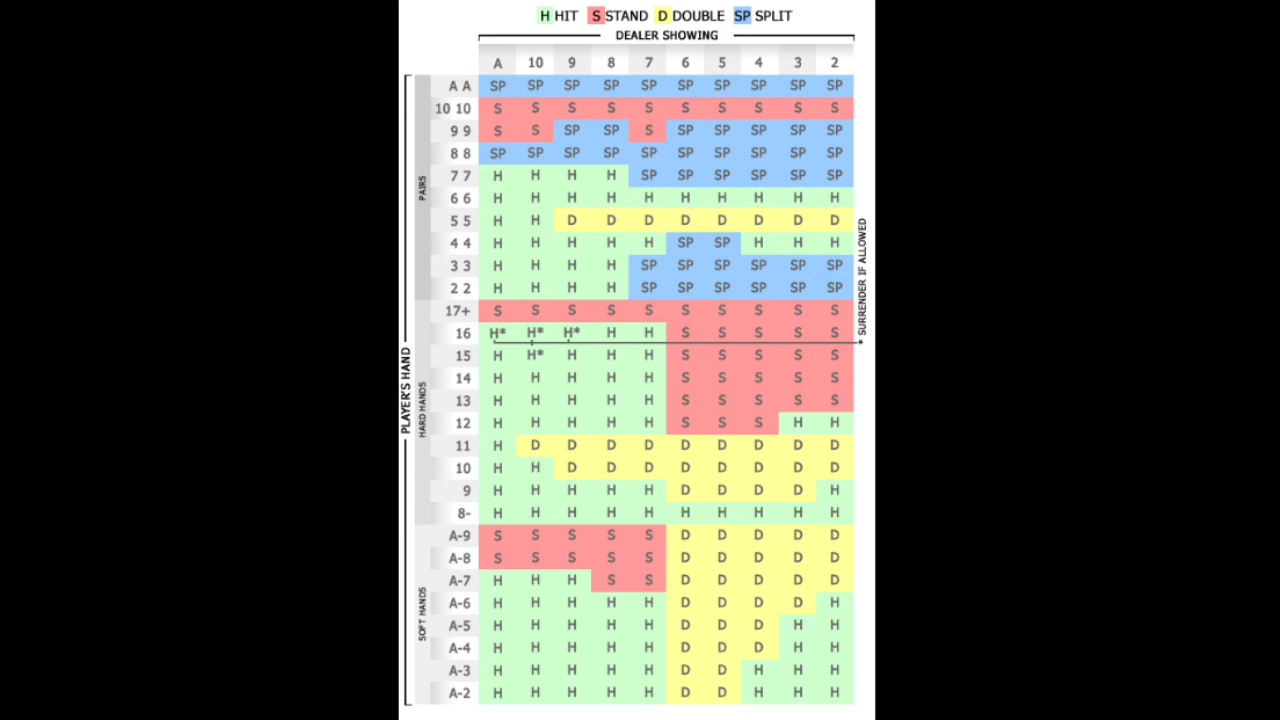 H HIT S STAND D DOUBLE SP SPLIT
DEALER SHOWING
A 10 9 8 7 6 5 4 3 2
PLAYER'S HAND
PAIRS
A A SP SP SP SP SP SP SP SP SP SP
10 10 S S S S S S S S S S
9 9 S S SP SP S SP SP SP SP SP
8 8 SP SP SP SP SP SP SP SP SP SP
7 7 H H H H SP SP SP SP SP SP
6 6 H H H H H H H H H H
5 5 H H D D D D D D D D
4 4 H H H H H SP SP H H H
3 3 H H H H SP SP SP SP SP SP
2 2 H H H H SP SP SP SP SP SP
HARD HANDS
17+ S S S S S S S S S S
16 H* H* H* H H S S S S S
15 H H* H H H S S S S S
14 H H H H H S S S S S
13 H H H H H S S S S S
12 H H H H H S S S H H
11 H D D D D D D D D D
10 H H D D D D D D D D
9 H H H H H D D D D H
8- H H H H H H H H H H
SOFT HANDS
A-9 S S S S S D D D D D
A-8 S S S S S D D D D D
A-7 H H H S S D D D D D
A-6 H H H H H D D D D H
A-5 H H H H H D D D H H
A-4 H H H H H D D D H H
A-3 H H H H H D D H H H
A-2 H H H H H D D H H H
* SURRENDER IF ALLOWED